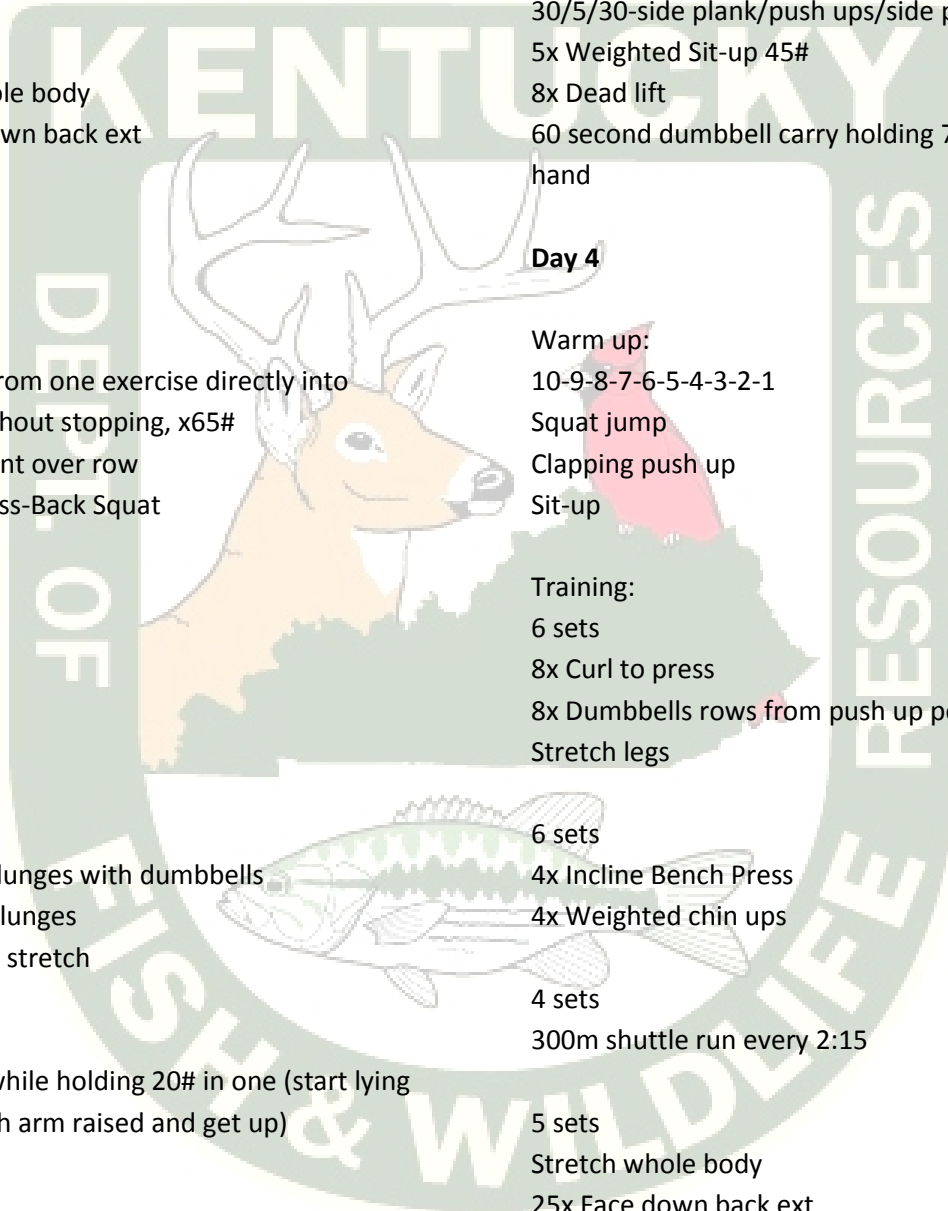 ole body
own back ext
rom one exercise directly into
hout stopping, x65#
nt over row
ss-Back Squat
lunges with dumbbells
lunges
stretch
while holding 20# in one (start lying
h arm raised and get up)
30/5/30-side plank/push ups/side p
5x Weighted Sit-up 45#
8x Dead lift
60 second dumbbell carry holding 7
hand
Day 4
Warm up:
10-9-8-7-6-5-4-3-2-1
Squat jump
Clapping push up
Sit-up
Training:
6 sets
8x Curl to press
8x Dumbbells rows from push up po
Stretch legs
6 sets
4x Incline Bench Press
4x Weighted chin ups
4 sets
300m shuttle run every 2:15
5 sets
Stretch whole body
25x Face down back ext
KENTUCKY
DEPT. OF
FISH & WILDLIFE
RESOURCES